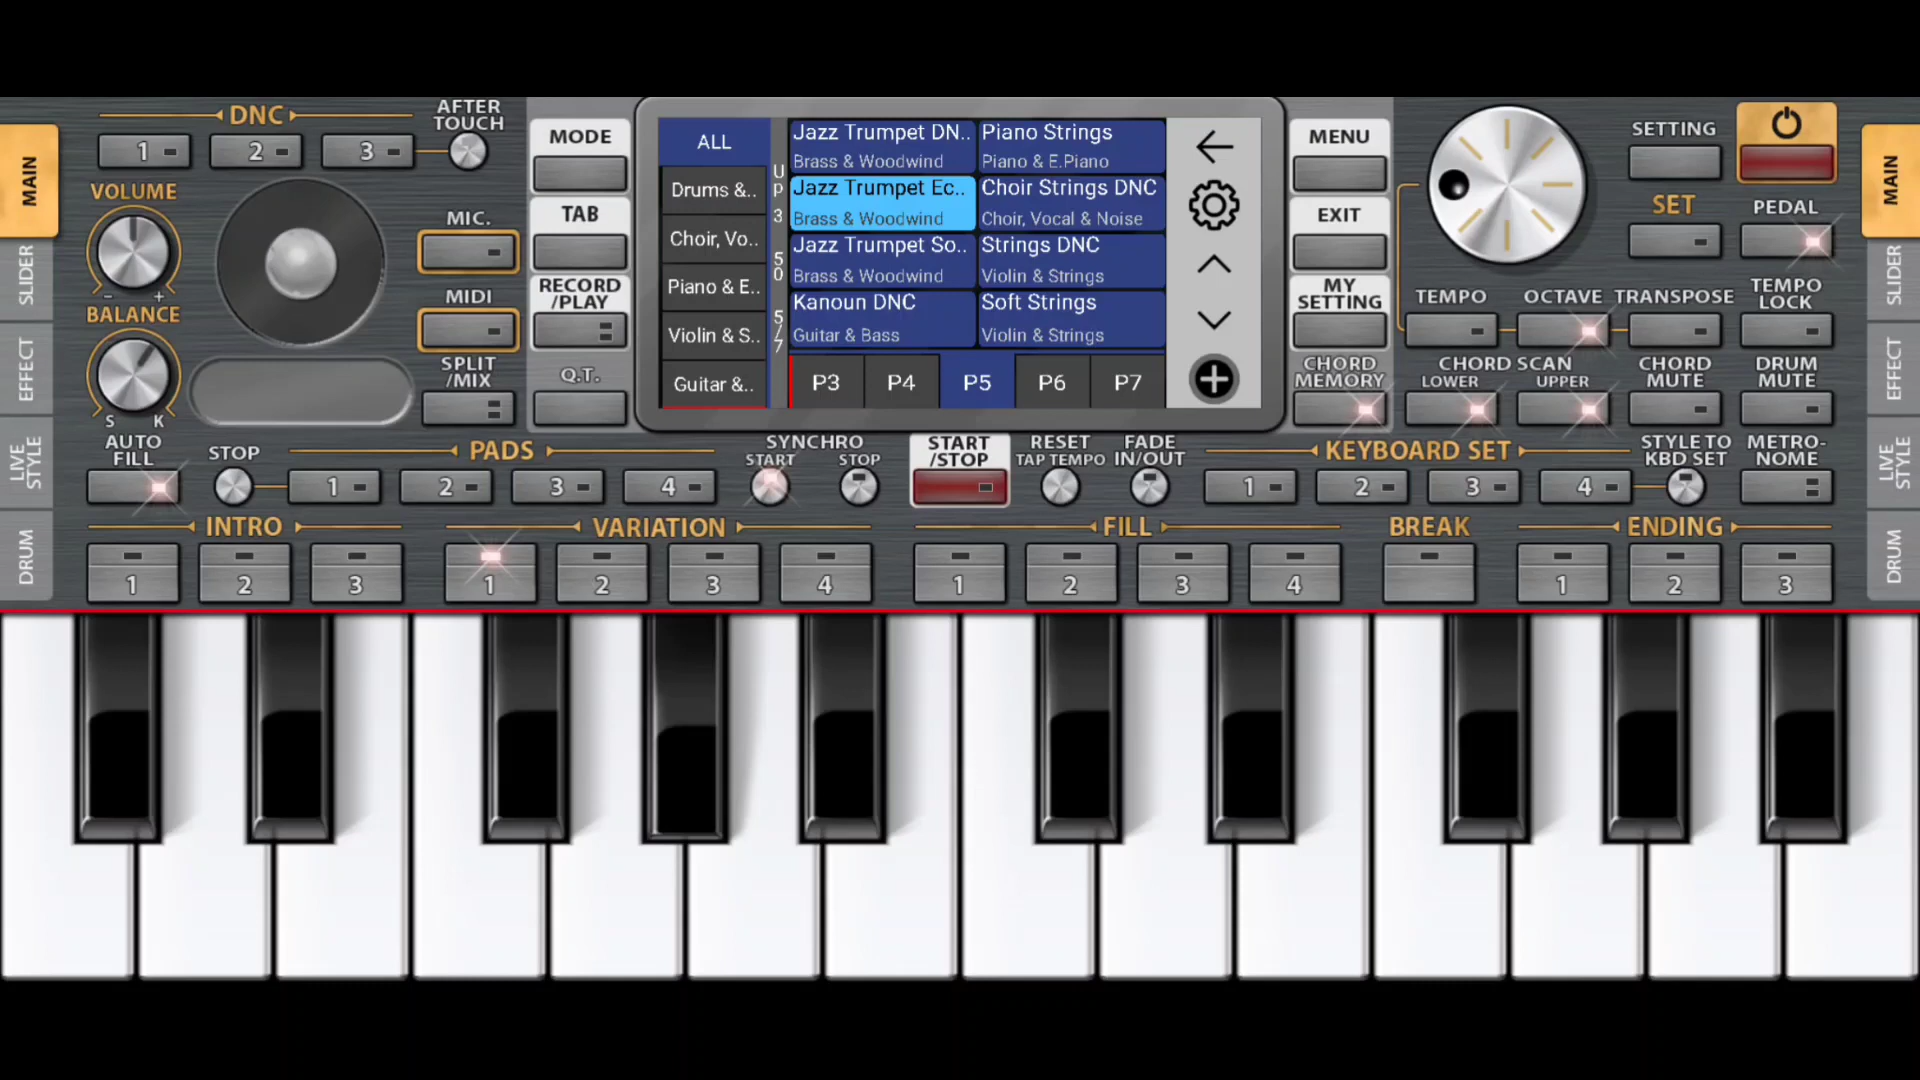 DNC
1 2 3
AFTER
TOUCH
VOLUME
- +
BALANCE
S K
MIC.
MIDI
SPLIT
/MIX
MODE
TAB
RECORD
/PLAY
Q.T.
ALL
Drums &..
Choir, Vo..
Piano & E..
Violin & S..
Guitar &..
Up 3
50
5/7
Jazz Trumpet DN..
Brass & Woodwind
Piano Strings
Piano & E.Piano
Jazz Trumpet Ec..
Brass & Woodwind
Choir Strings DNC
Choir, Vocal & Noise
Jazz Trumpet So..
Brass & Woodwind
Strings DNC
Violin & Strings
Kanoun DNC
Guitar & Bass
Soft Strings
Violin & Strings
P3 P4 P5 P6 P7
MENU
EXIT
MY
SETTING
CHORD
MEMORY
SETTING
SET
PEDAL
TEMPO OCTAVE TRANSPOSE
TEMPO
LOCK
CHORD SCAN
LOWER UPPER
CHORD
MUTE
DRUM
MUTE
AUTO
FILL
STOP
PADS
1 2 3 4
SYNCHRO
START STOP
START
/STOP
RESET
TAP TEMPO
FADE
IN/OUT
KEYBOARD SET
1 2 3 4
STYLE TO
KBD SET
METRO-
NOME
INTRO
1 2 3
VARIATION
1 2 3 4
FILL
1 2 3 4
BREAK
ENDING
1 2 3
MAIN
SLIDER
EFFECT
LIVE
STYLE
DRUM
MAIN
SLIDER
EFFECT
LIVE
STYLE
DRUM